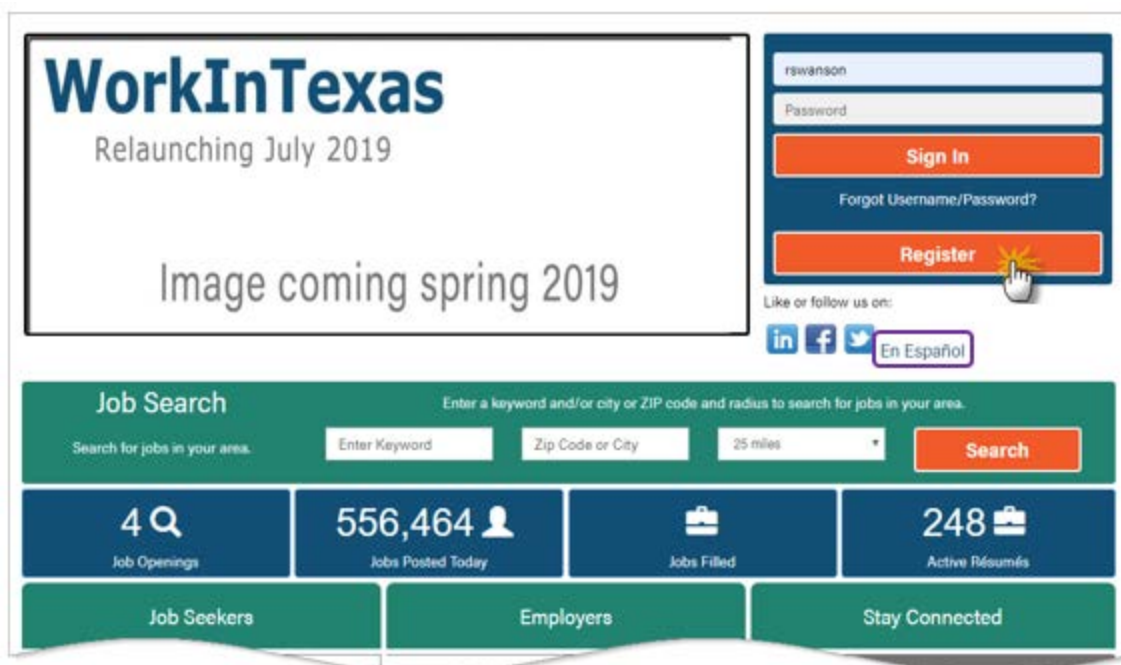 WorkInTexas
Relaunching July 2019
Image coming spring 2019
rswanson
Password
Sign In
Forgot Username/Password?
Register
Like or follow us on:
in f
En Español
Job Search
Enter a keyword and/or city or ZIP code and radius to search for jobs in your area.
Search for jobs in your area.
Enter Keyword
Zip Code or City
25 miles
Search
4
Job Openings
556,464
Jobs Posted Today
Jobs Filled
248
Active Résumés
Job Seekers
Employers
Stay Connected